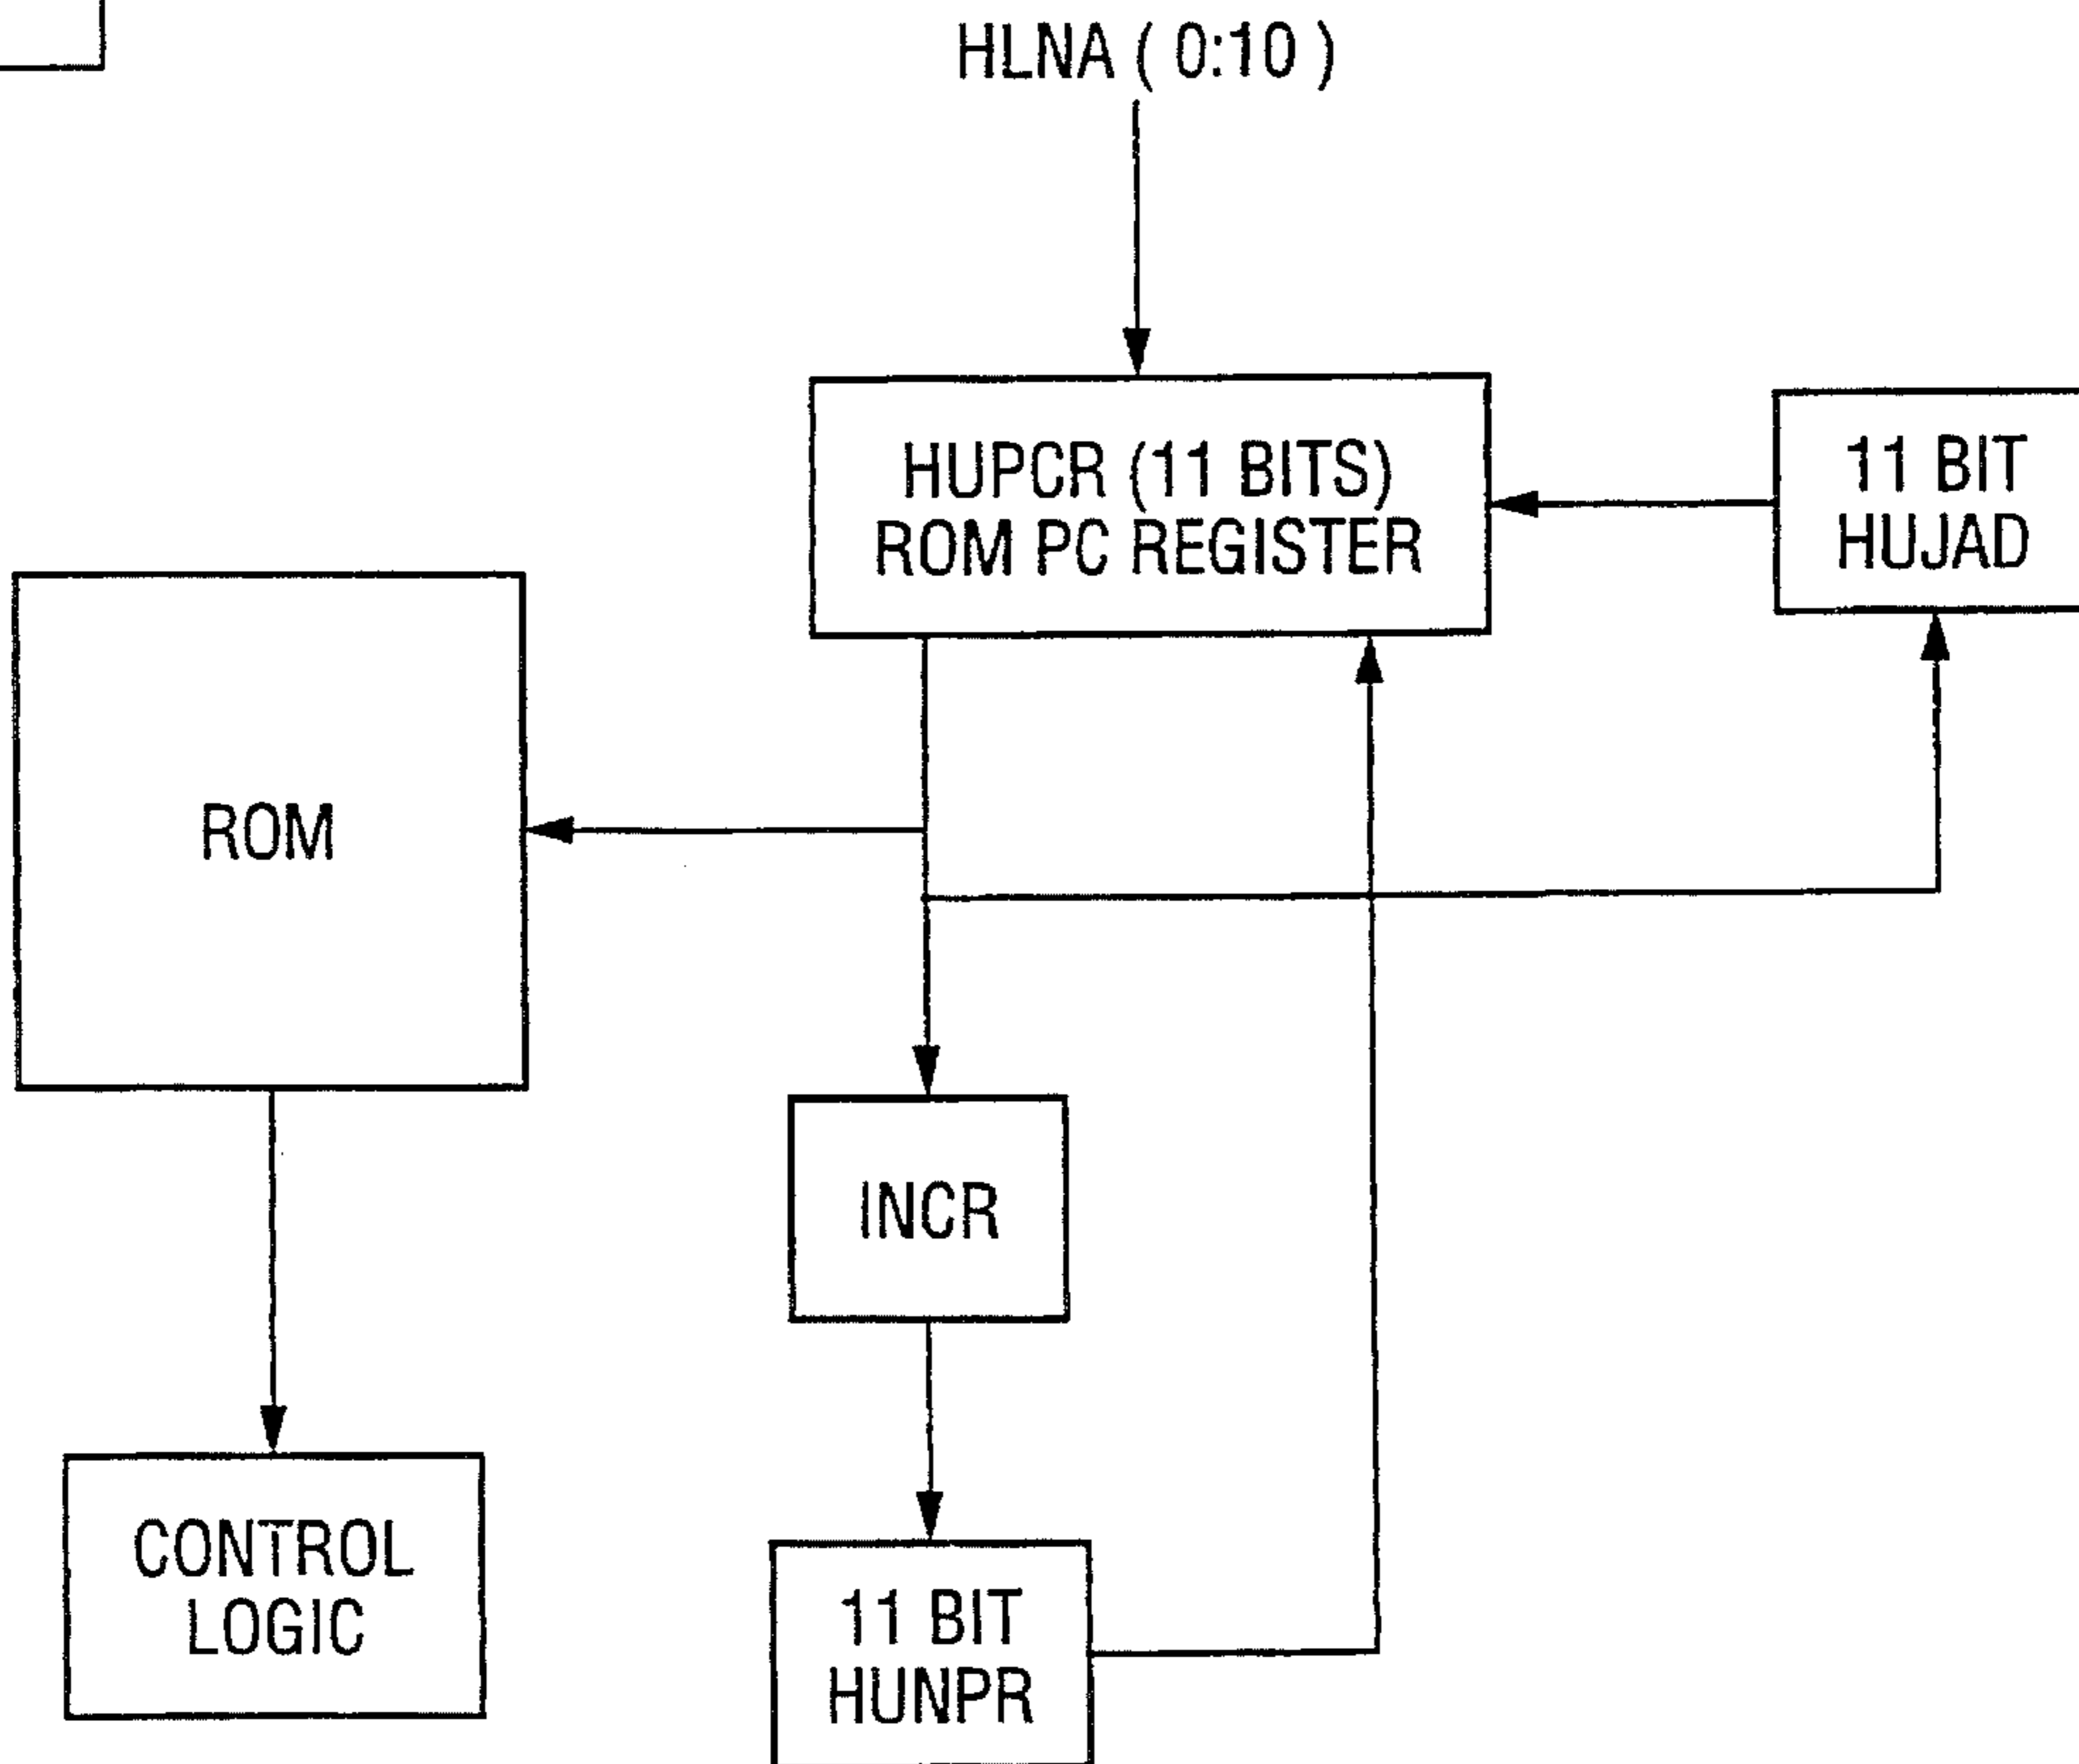 HLNA ( 0:10 )
HUPCR (11 BITS)
ROM PC REGISTER
11 BIT
HUJAD
ROM
INCR
CONTROL
LOGIC
11 BIT
HUNPR